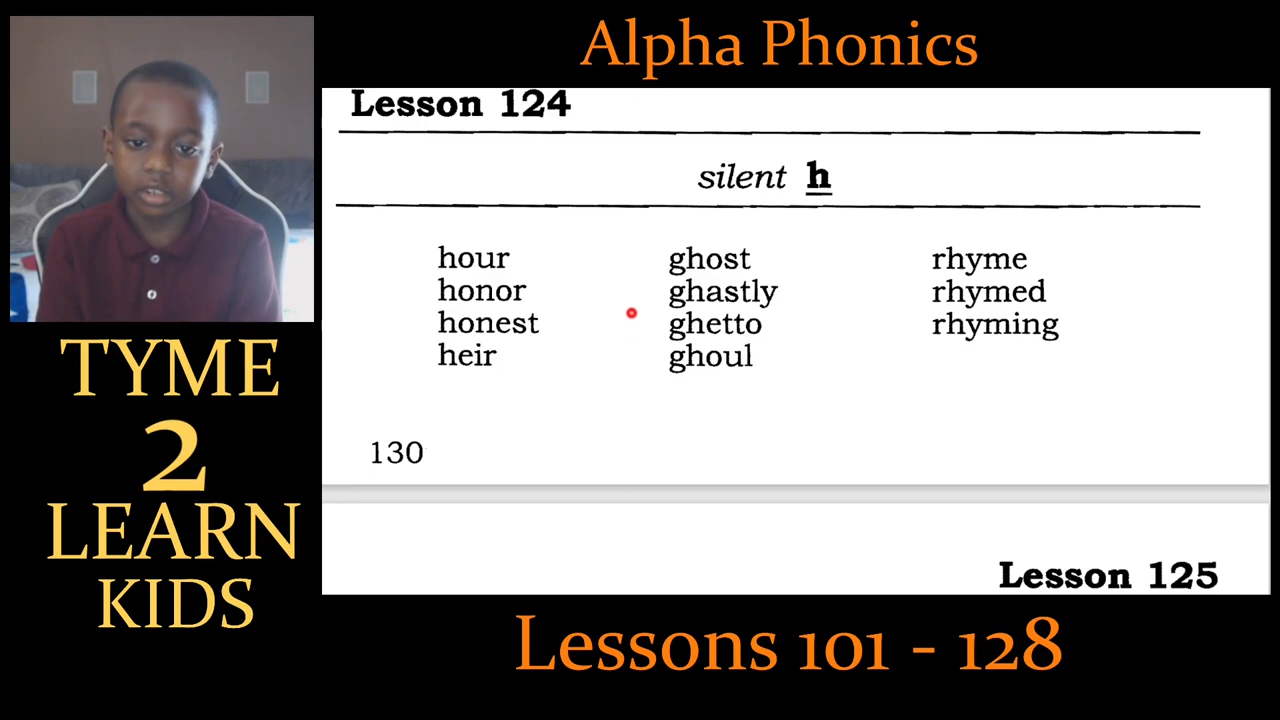 Alpha Phonics
Lesson 124
silent h
hour ghost rhyme
honor ghastly rhymed
honest ghetto rhyming
heir ghoul
130
Lesson 125
TYME
2
LEARN
KIDS
Lessons 101 - 128